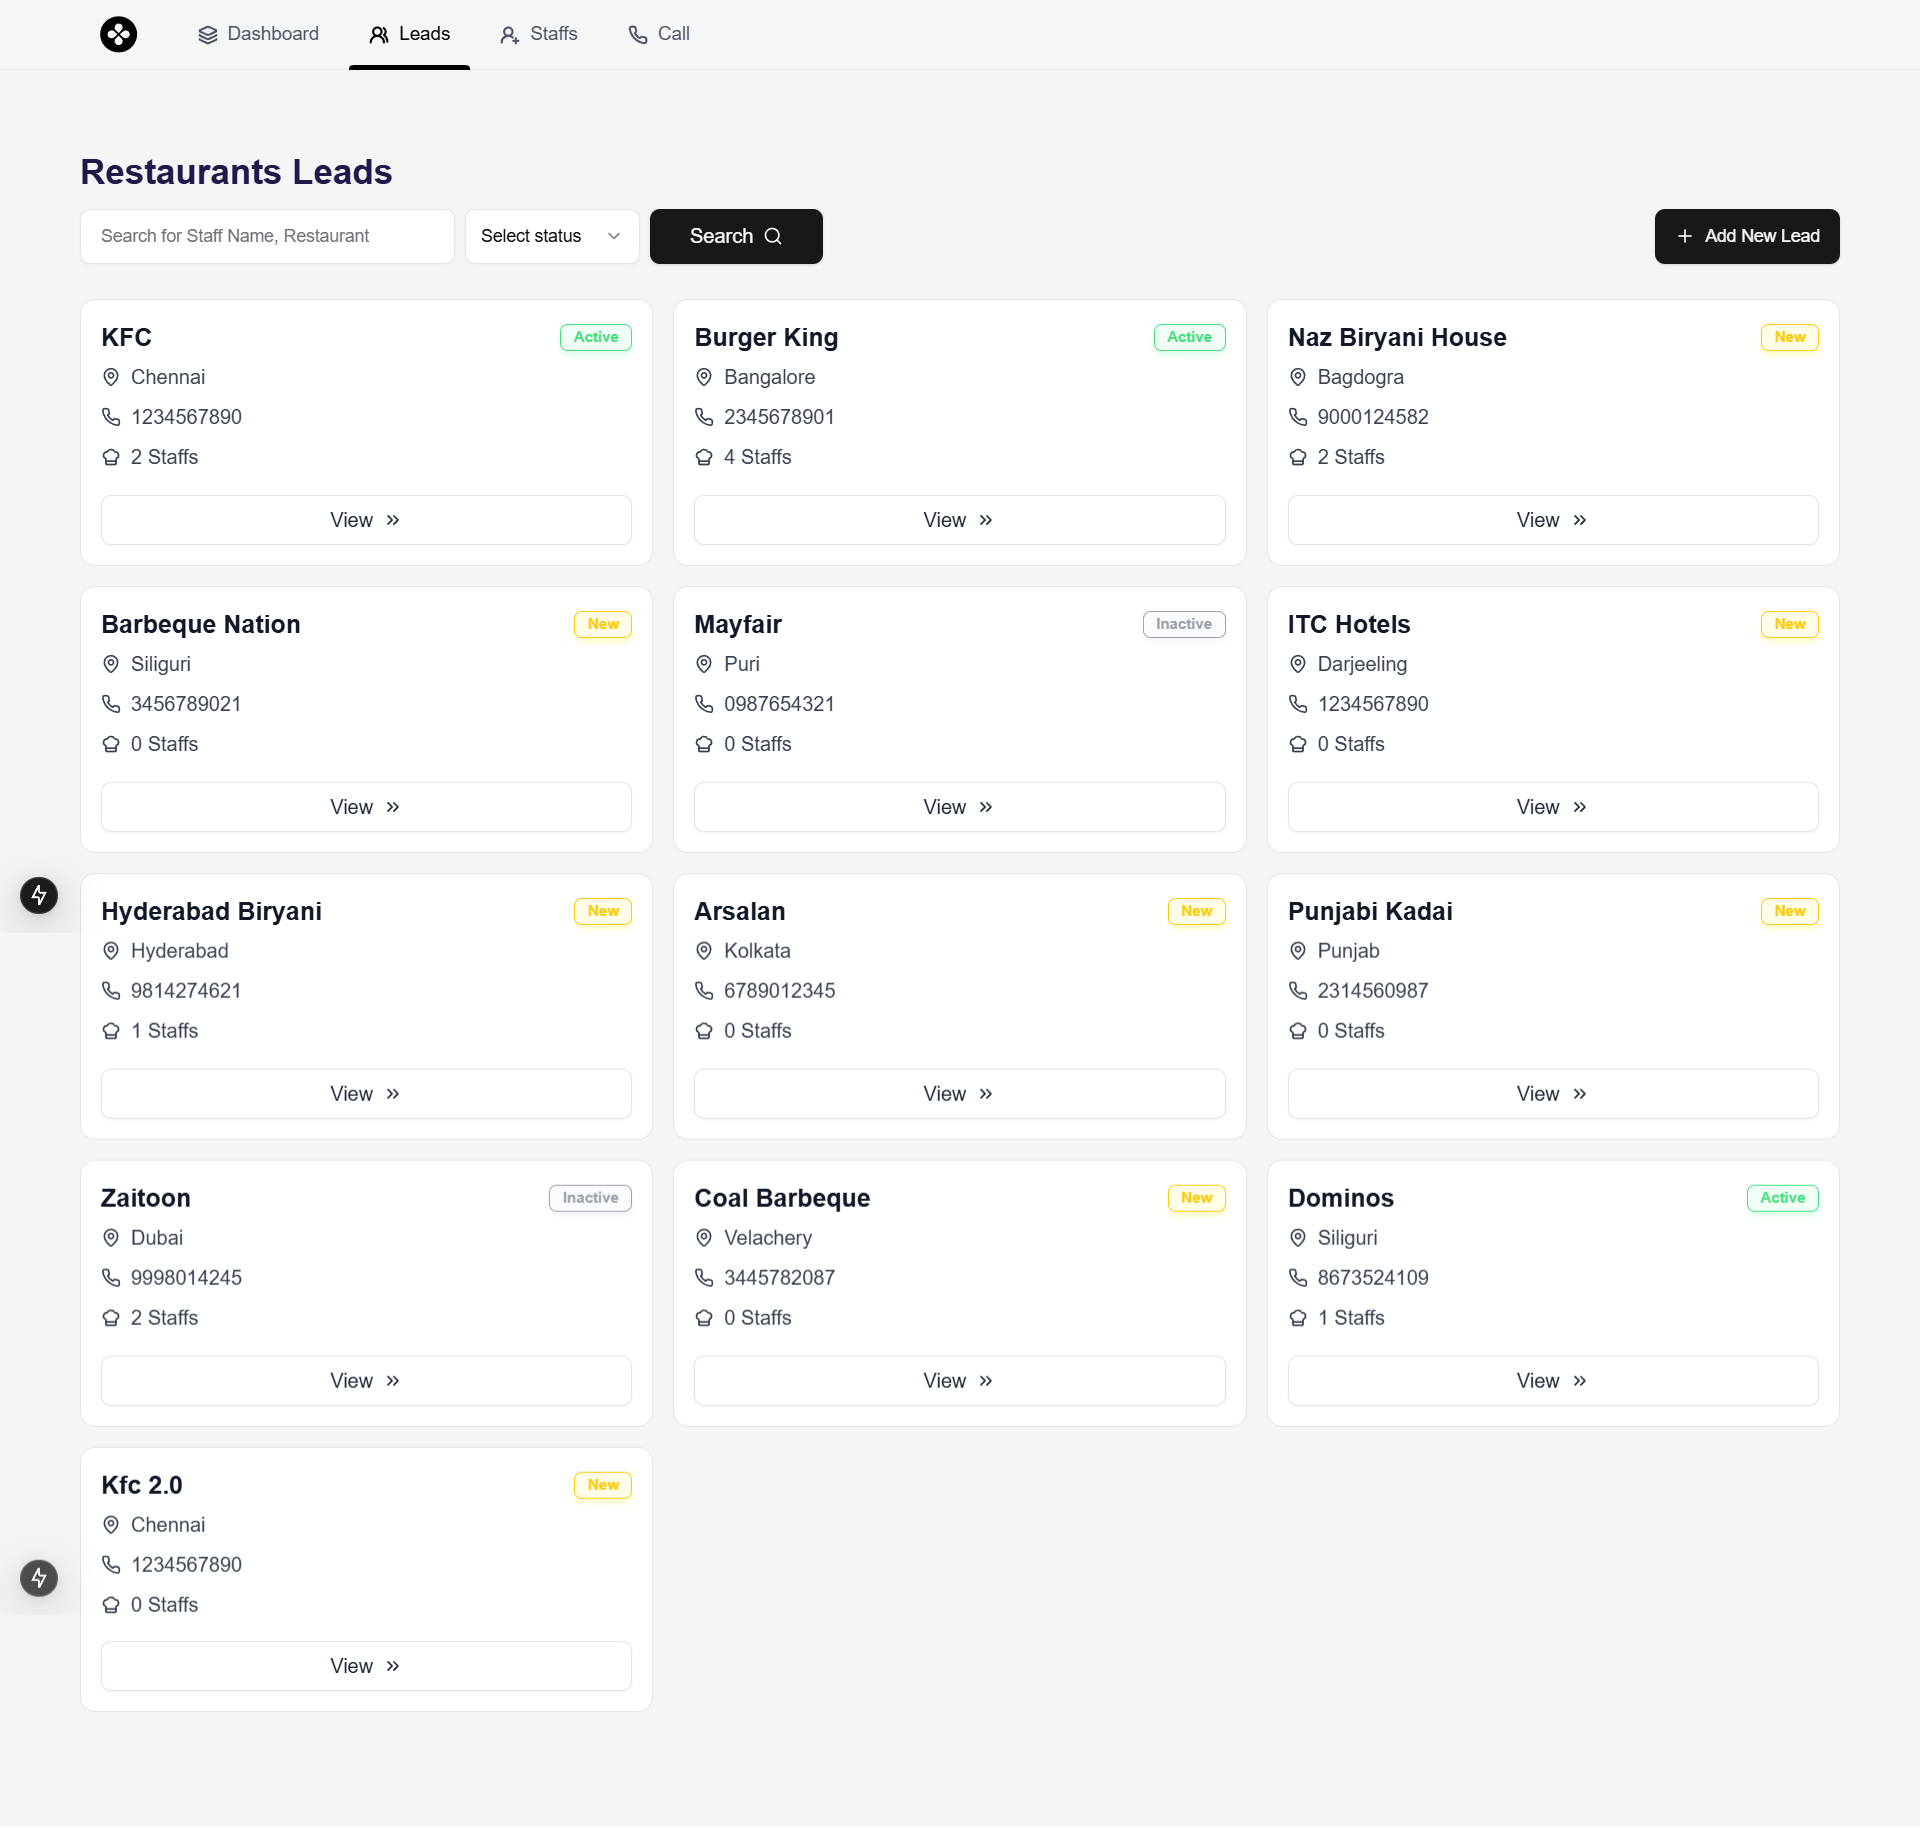 Dashboard Leads Staffs Call
Restaurants Leads
Search for Staff Name, Restaurant Select status Search Add New Lead
KFC Active
Chennai
1234567890
2 Staffs
View
Burger King Active
Bangalore
2345678901
4 Staffs
View
Naz Biryani House New
Bagdogra
9000124582
2 Staffs
View
Barbeque Nation New
Siliguri
3456789021
0 Staffs
View
Mayfair Inactive
Puri
0987654321
0 Staffs
View
ITC Hotels New
Darjeeling
1234567890
0 Staffs
View
Hyderabad Biryani New
Hyderabad
9814274621
1 Staffs
View
Arsalan New
Kolkata
6789012345
0 Staffs
View
Punjabi Kadai New
Punjab
2314560987
0 Staffs
View
Zaitoon Inactive
Dubai
9998014245
2 Staffs
View
Coal Barbeque New
Velachery
3445782087
0 Staffs
View
Dominos Active
Siliguri
8673524109
1 Staffs
View
Kfc 2.0 New
Chennai
1234567890
0 Staffs
View